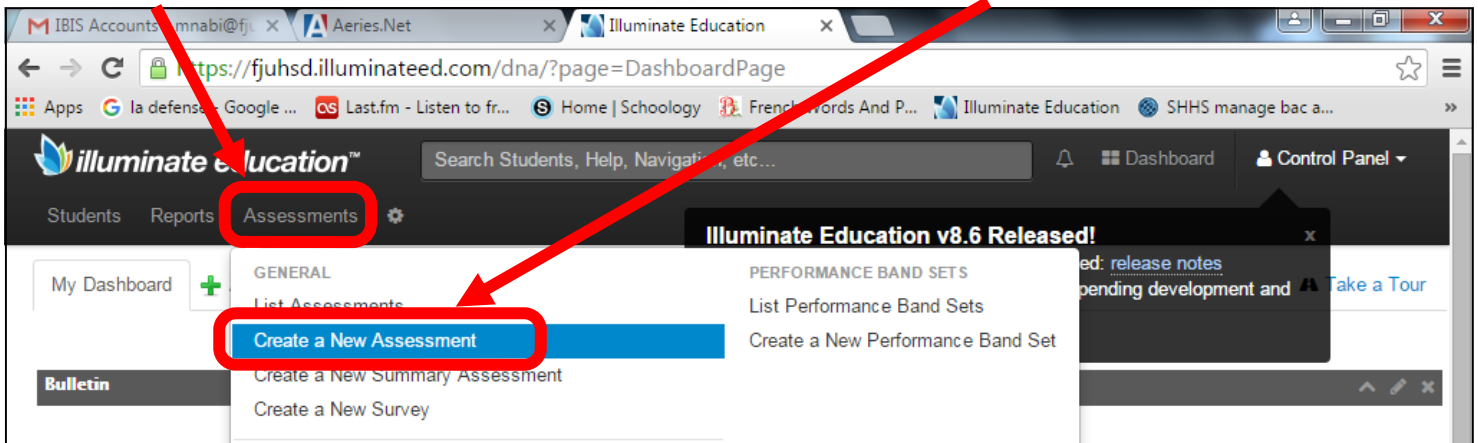 IBIS Accounts mnabi@fju Aeries.Net Illuminate Education
https://fjuhsd.illuminateed.com/dna/?page=DashboardPage
Apps la defense - Google ... Last.fm - Listen to fr... Home | Schoology French Words And P... Illuminate Education SHHS manage bac a... »
illuminate education™ Search Students, Help, Navigation, etc... Dashboard Control Panel
Students Reports Assessments
Illuminate Education v8.6 Released! x
My Dashboard
GENERAL PERFORMANCE BAND SETS ed: release notes
List Assessments List Performance Band Sets pending development and Take a Tour
Create a New Assessment Create a New Performance Band Set
Bulletin Create a New Summary Assessment
Create a New Survey